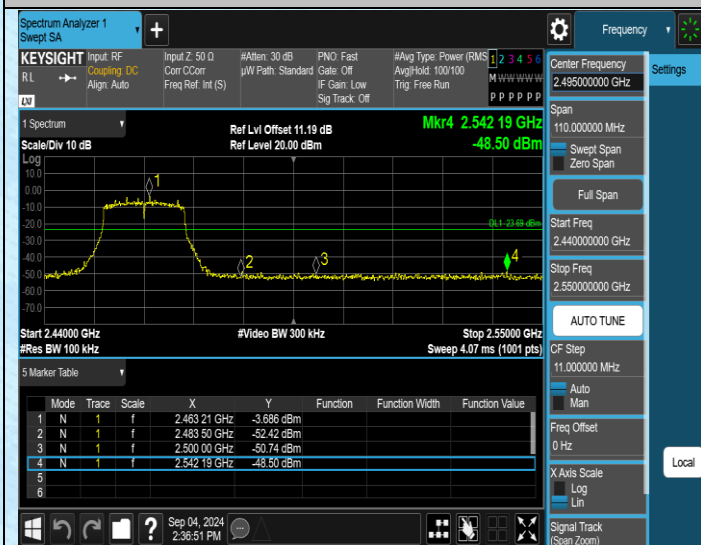 Spectrum Analyzer 1
Swept SA
+
Frequency
KEYSIGHT
R L
LXI
Input: RF
Coupling: DC
Align: Auto
Input Z: 50 Ω
Corr CCorr
Freq Ref: Int (S)
#Atten: 30 dB
µW Path: Standard
PNO: Fast
Gate: Off
IF Gain: Low
Sig Track: Off
#Avg Type: Power (RMS
Avg|Hold: 100/100
Trig: Free Run
1 2 3 4 5 6
M W W W W W
P P P P P P
1 Spectrum
Scale/Div 10 dB
Ref Lvl Offset 11.19 dB
Ref Level 20.00 dBm
Mkr4 2.542 19 GHz
-48.50 dBm
Log
10.0
0.00
-10.0
-20.0
-30.0
-40.0
-50.0
-60.0
-70.0
1
2
3
4
DL1 -23.69 dBm
Start 2.44000 GHz
#Res BW 100 kHz
#Video BW 300 kHz
Stop 2.55000 GHz
Sweep 4.07 ms (1001 pts)
5 Marker Table
Mode Trace Scale X Y Function Function Width Function Value
1 N 1 f 2.463 21 GHz -3.686 dBm
2 N 1 f 2.483 50 GHz -52.42 dBm
3 N 1 f 2.500 00 GHz -50.74 dBm
4 N 1 f 2.542 19 GHz -48.50 dBm
5
6
Sep 04, 2024
2:36:51 PM
Center Frequency
2.495000000 GHz
Span
110.000000 MHz
Swept Span
Zero Span
Full Span
Start Freq
2.440000000 GHz
Stop Freq
2.550000000 GHz
AUTO TUNE
CF Step
11.000000 MHz
Auto
Man
Freq Offset
0 Hz
X Axis Scale
Log
Lin
Signal Track
(Span Zoom)
Settings
Local